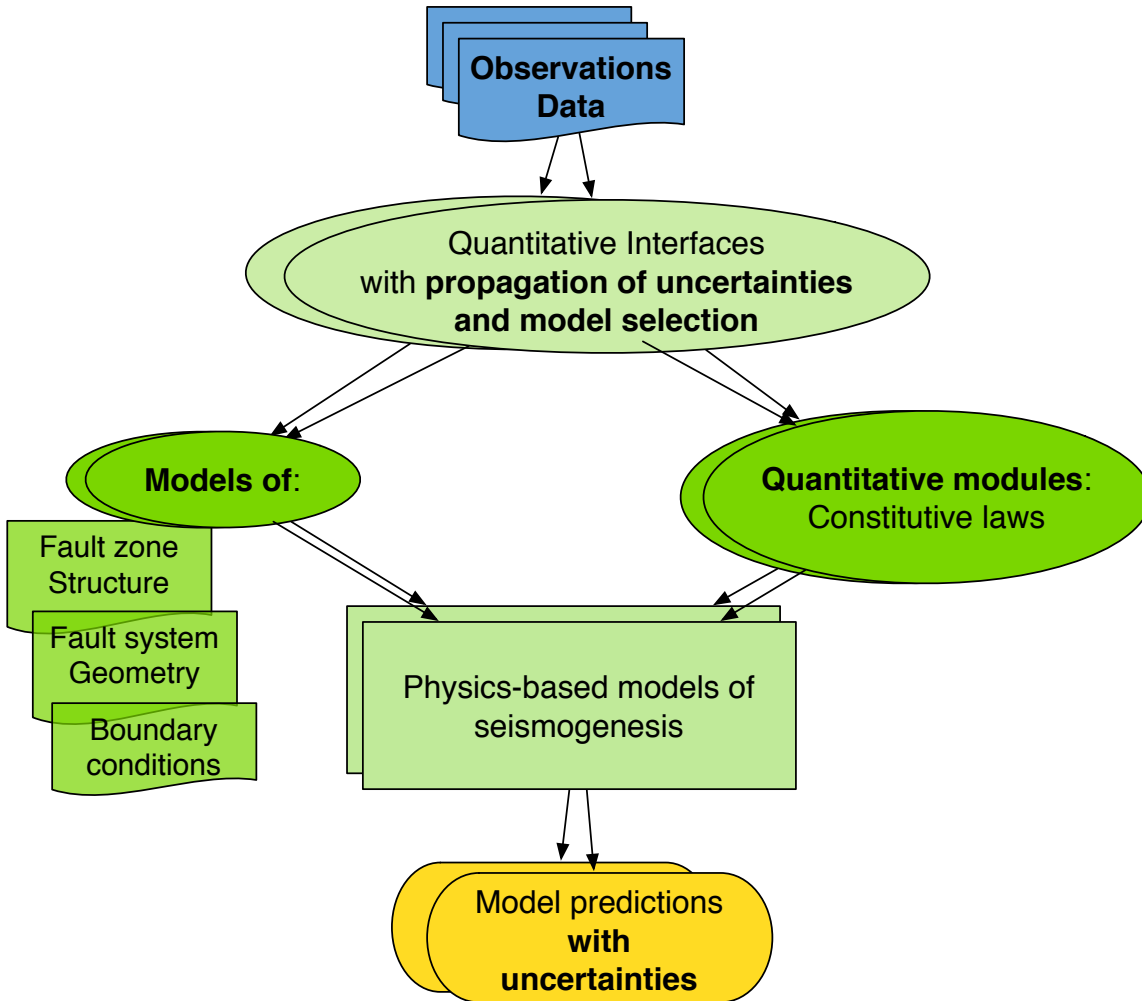 Observations
Data
Quantitative Interfaces
with propagation of uncertainties
and model selection
Models of:
Quantitative modules:
Constitutive laws
Fault zone
Structure
Fault system
Geometry
Boundary
conditions
Physics-based models of
seismogenesis
Model predictions
with
uncertainties